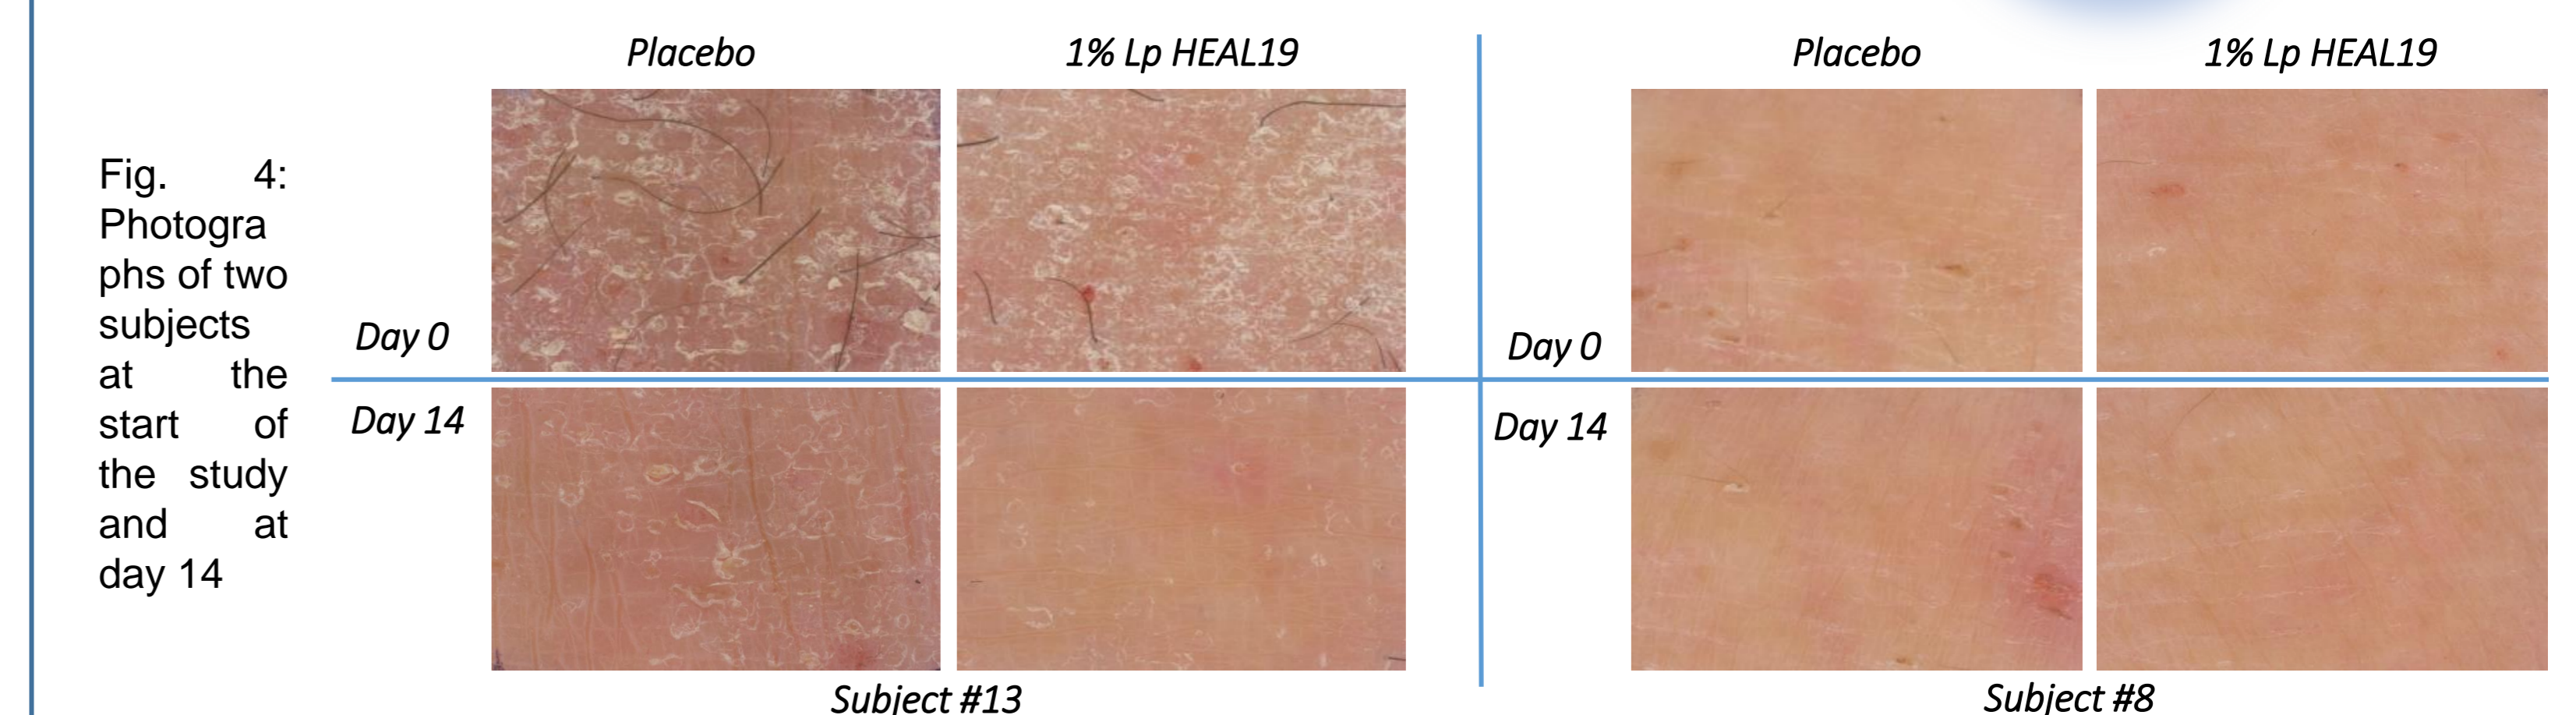 Placebo
1% Lp HEAL19
Placebo
1% Lp HEAL19
Fig. 4:
Photogra
phs of two
subjects
at the
start of
the study
and at
day 14
Day 0
Day 0
Day 14
Day 14
Subject #13
Subject #8